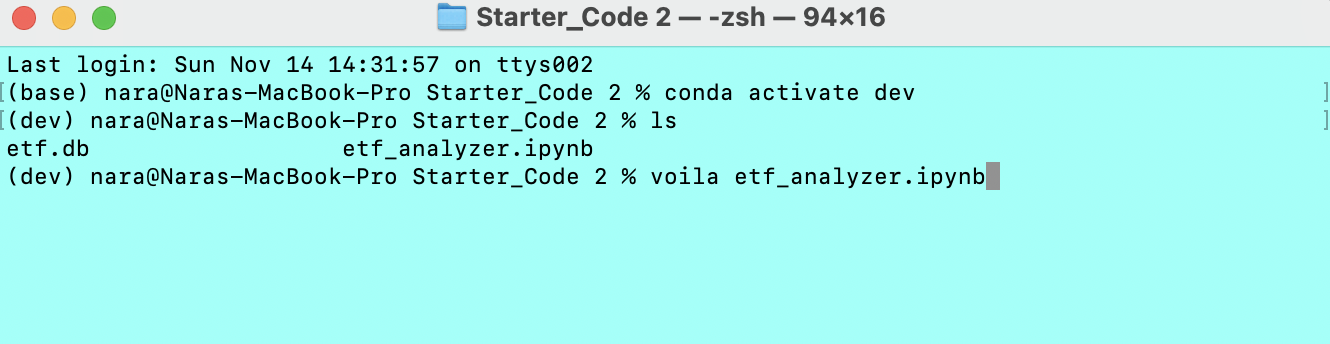 Starter_Code 2 — -zsh — 94×16
Last login: Sun Nov 14 14:31:57 on ttys002
[(base) nara@Naras-MacBook-Pro Starter_Code 2 % conda activate dev ]
[(dev) nara@Naras-MacBook-Pro Starter_Code 2 % ls ]
etf.db etf_analyzer.ipynb
(dev) nara@Naras-MacBook-Pro Starter_Code 2 % voila etf_analyzer.ipynb